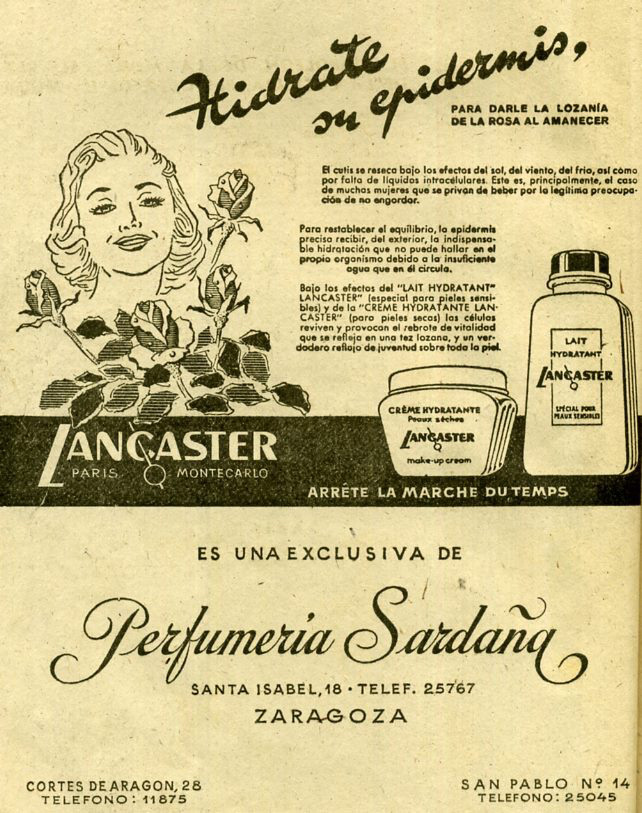 Hidrate
su epidermis,
PARA DARLE LA LOZANÍA
DE LA ROSA AL AMANECER
El cutis se reseca bajo los efectos del sol, del viento, del frío, así como
por falta de líquidos intracélulares. Este es, principalmente, el caso
de muchas mujeres que se privan de beber por la legítima preocupa-
ción de no engordar.
Para restablecer el equilibrio, la epidermis
precisa recibir, del exterior, la indispensa-
ble hidratación que no puede hallar en el
propio organismo debido a la insuficiente
agua que en él circula.
Bajo los efectos del "LAIT HYDRATANT"
LANCASTER" (especial para pieles sensi-
bles) y de la "CREME HYDRATANTE LAN-
CASTER" (para pieles secas) las células
reviven y provocan el rebrote de vitalidad
que se refleja en una tez lozana, y un ver-
dadero reflejo de juventud sobre toda la piel.
LAIT
HYDRATANT
LANCASTER
SPÉCIAL POUR
PEAUX SENSIBLES
CRÈME HYDRATANTE
Peaux sèches
LANCASTER
make-up cream
LANCASTER
PARIS MONTECARLO
ARRÊTE LA MARCHE DU TEMPS
ES UNA EXCLUSIVA DE
Perfumería Sardaña
SANTA ISABEL, 18 · TELEF. 25767
ZARAGOZA
CORTES DE ARAGON, 28
TELEFONO: 11875
SAN PABLO Nº 14
TELEFONO: 25045